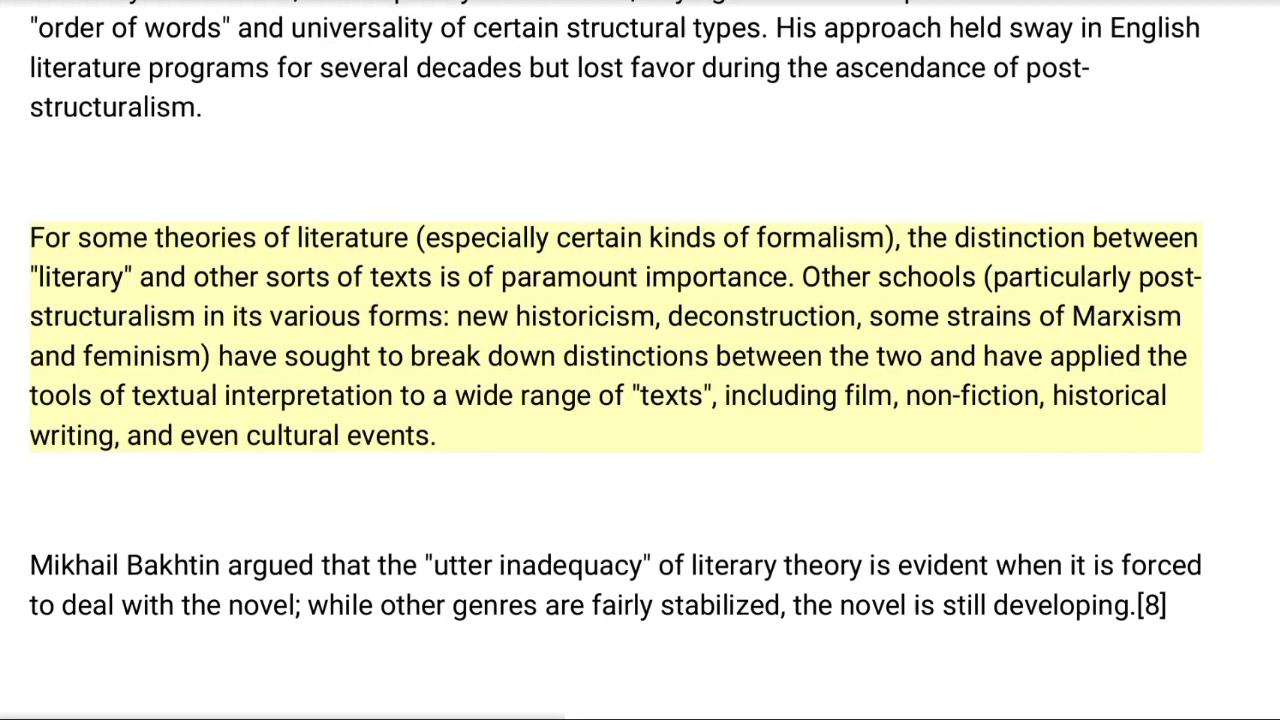 "order of words" and universality of certain structural types. His approach held sway in English
literature programs for several decades but lost favor during the ascendance of post-
structuralism.
For some theories of literature (especially certain kinds of formalism), the distinction between
"literary" and other sorts of texts is of paramount importance. Other schools (particularly post-
structuralism in its various forms: new historicism, deconstruction, some strains of Marxism
and feminism) have sought to break down distinctions between the two and have applied the
tools of textual interpretation to a wide range of "texts", including film, non-fiction, historical
writing, and even cultural events.
Mikhail Bakhtin argued that the "utter inadequacy" of literary theory is evident when it is forced
to deal with the novel; while other genres are fairly stabilized, the novel is still developing.[8]